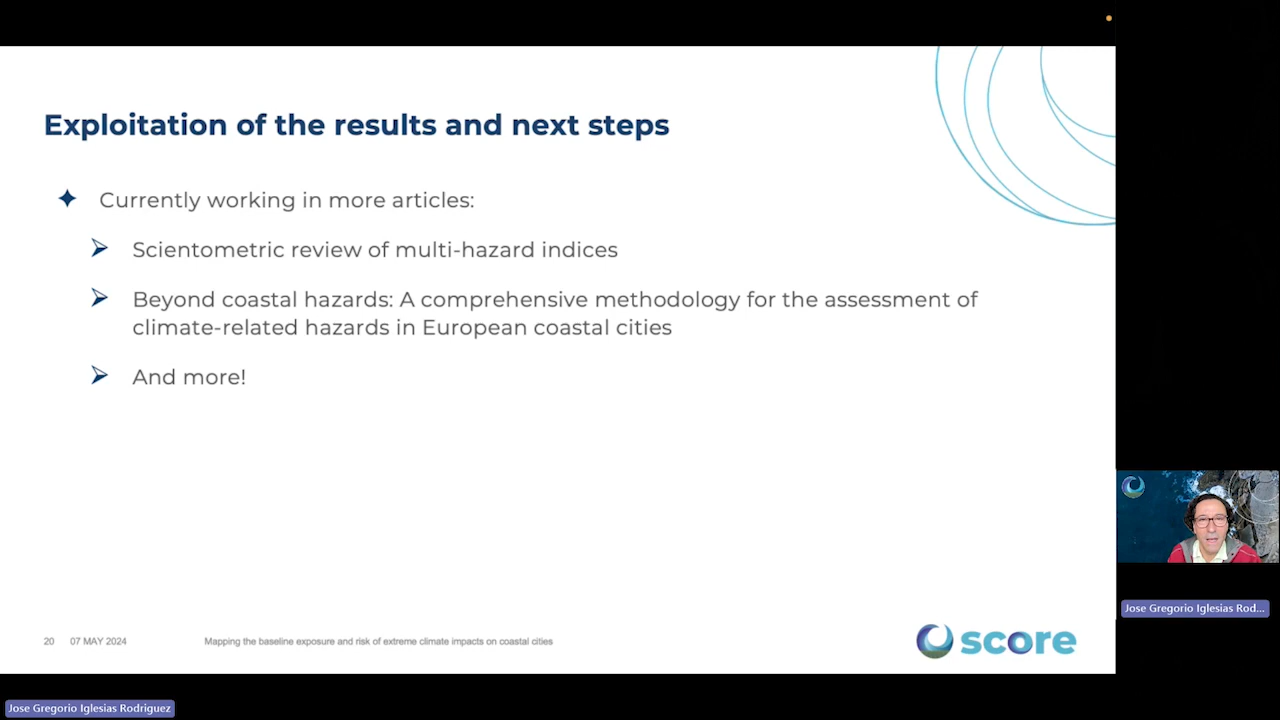 Exploitation of the results and next steps
Currently working in more articles:
Scientometric review of multi-hazard indices
Beyond coastal hazards: A comprehensive methodology for the assessment of
climate-related hazards in European coastal cities
And more!
20 07 MAY 2024 Mapping the baseline exposure and risk of extreme climate impacts on coastal cities
score
Jose Gregorio Iglesias Rod...
Jose Gregorio Iglesias Rodriguez